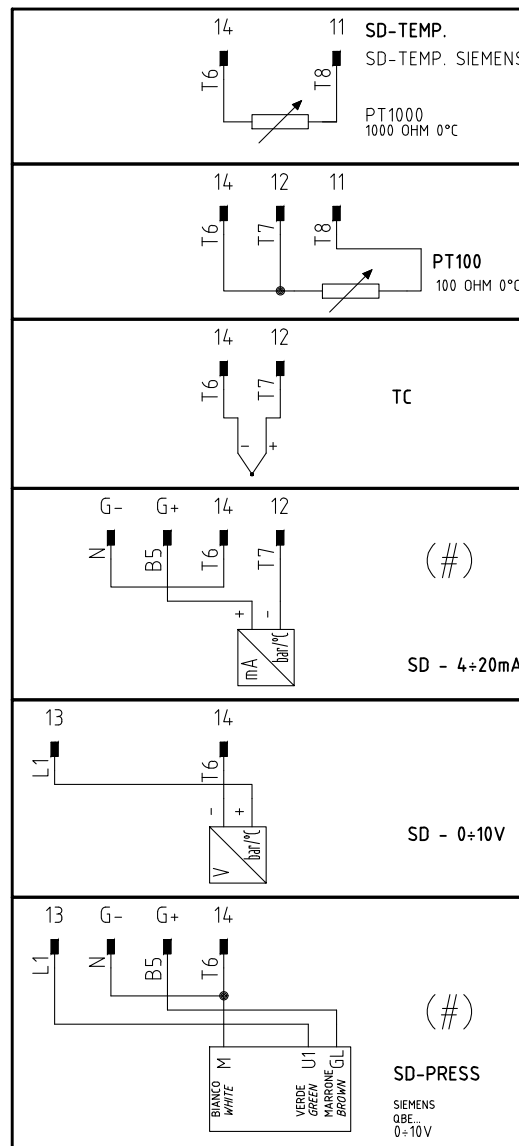 14 11 SD-TEMP.
SD-TEMP. SIEMENS
T6 T8
PT1000
1000 OHM 0°C
14 12 11
T6 T7 T8
PT100
100 OHM 0°C
14 12
T6 T7
TC
- +
G- G+ 14 12
N B5 T6 T7
(#)
+ -
mA bar/°C
SD - 4÷20mA
13 14
L1 T6
- +
V bar/°C
SD - 0÷10V
13 G- G+ 14
L1 N B5 T6
(#)
M U1 GL
BIANCO
WHITE
VERDE
GREEN
MARRONE
BROWN
SD-PRESS
SIEMENS
QBE...
0÷10V